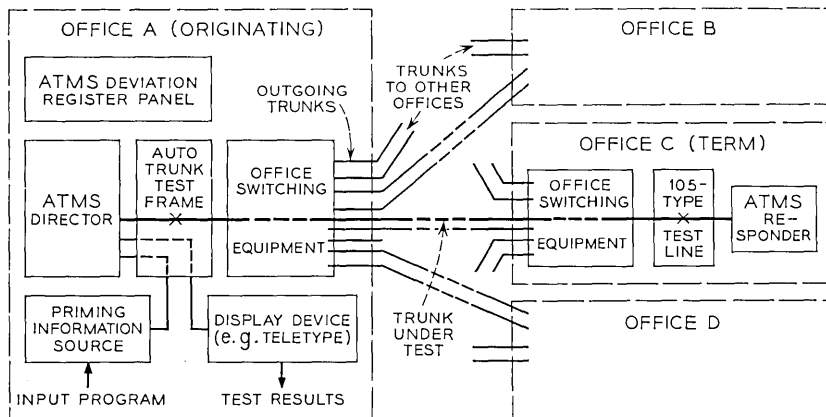 OFFICE A (ORIGINATING)
ATMS DEVIATION
REGISTER PANEL
OUTGOING
TRUNKS
TRUNKS
TO OTHER
OFFICES
OFFICE B
ATMS
DIRECTOR
AUTO
TRUNK
TEST
FRAME
OFFICE
SWITCHING
EQUIPMENT
OFFICE C (TERM)
OFFICE
SWITCHING
EQUIPMENT
105-
TYPE
TEST
LINE
ATMS
RE-
SPONDER
PRIMING
INFORMATION
SOURCE
DISPLAY DEVICE
(e.g. TELETYPE)
TRUNK
UNDER
TEST
OFFICE D
INPUT PROGRAM
TEST RESULTS